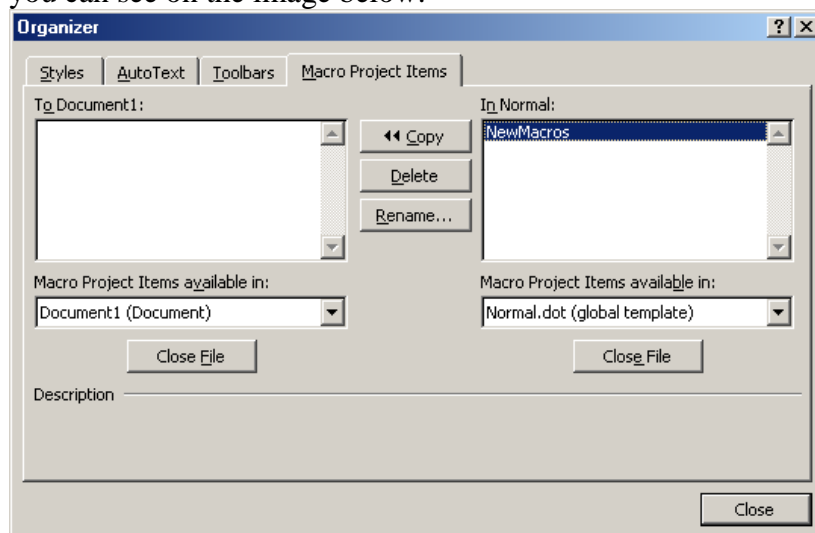 you can see on the image below.
Organizer
Styles AutoText Toolbars Macro Project Items
To Document1: In Normal:
Copy NewMacros
Delete
Rename...
Macro Project Items available in: Macro Project Items available in:
Document1 (Document) Normal.dot (global template)
Close File Close File
Description
Close